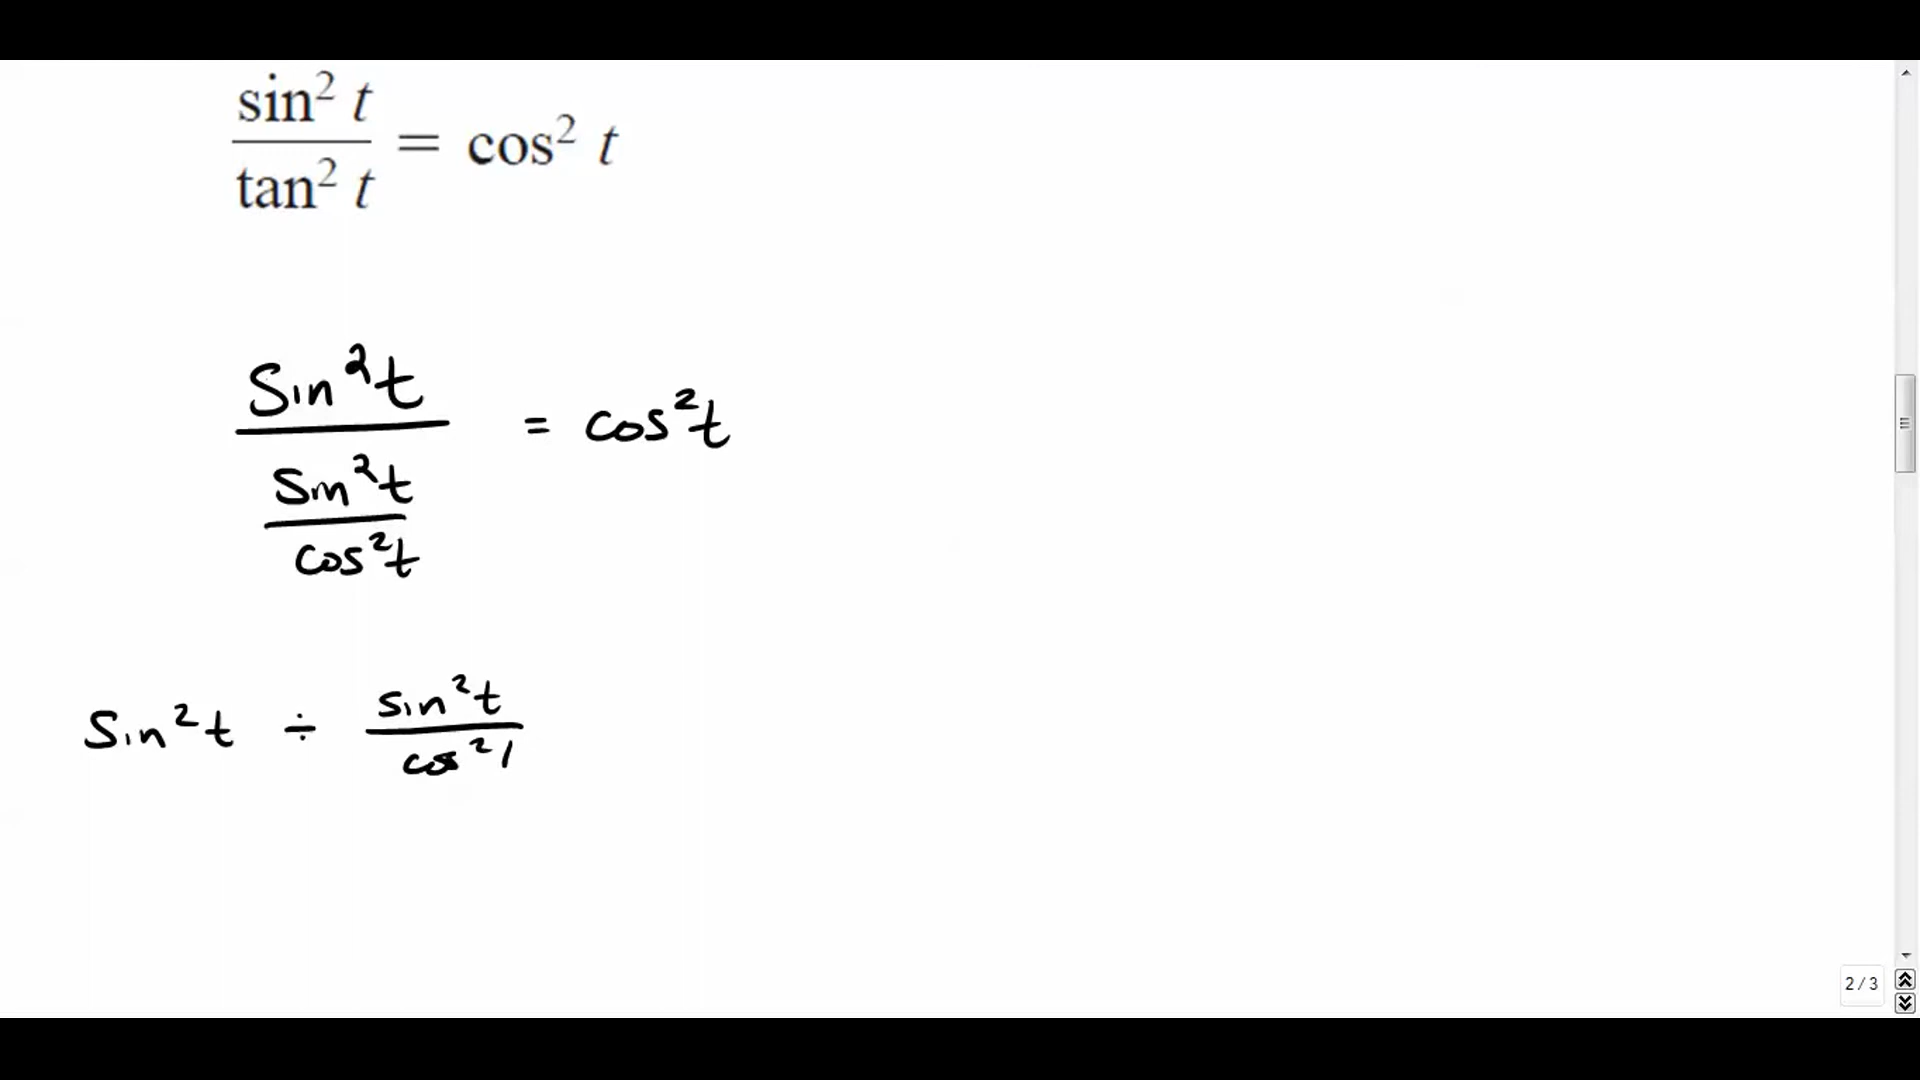 sin² t
tan² t
= cos² t
Sin²t
sin²t
cos²t
= cos²t
Sin²t ÷ sin²t
cos²
2 / 3